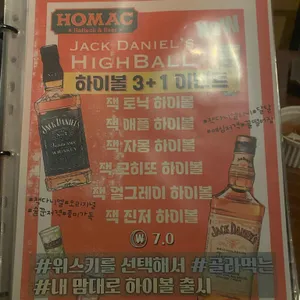 HOMAC
JACK DANIEL'S
HIGHBALL
하이볼 3+1 이벤트
잭 토닉 하이볼
잭 애플 하이볼
잭 자몽 하이볼
잭 모히또 하이볼
잭 얼그레이 하이볼
잭 진저 하이볼
₩ 7.0
#위스키를 선택해서 #골라먹는
#내 맘대로 하이볼 출시